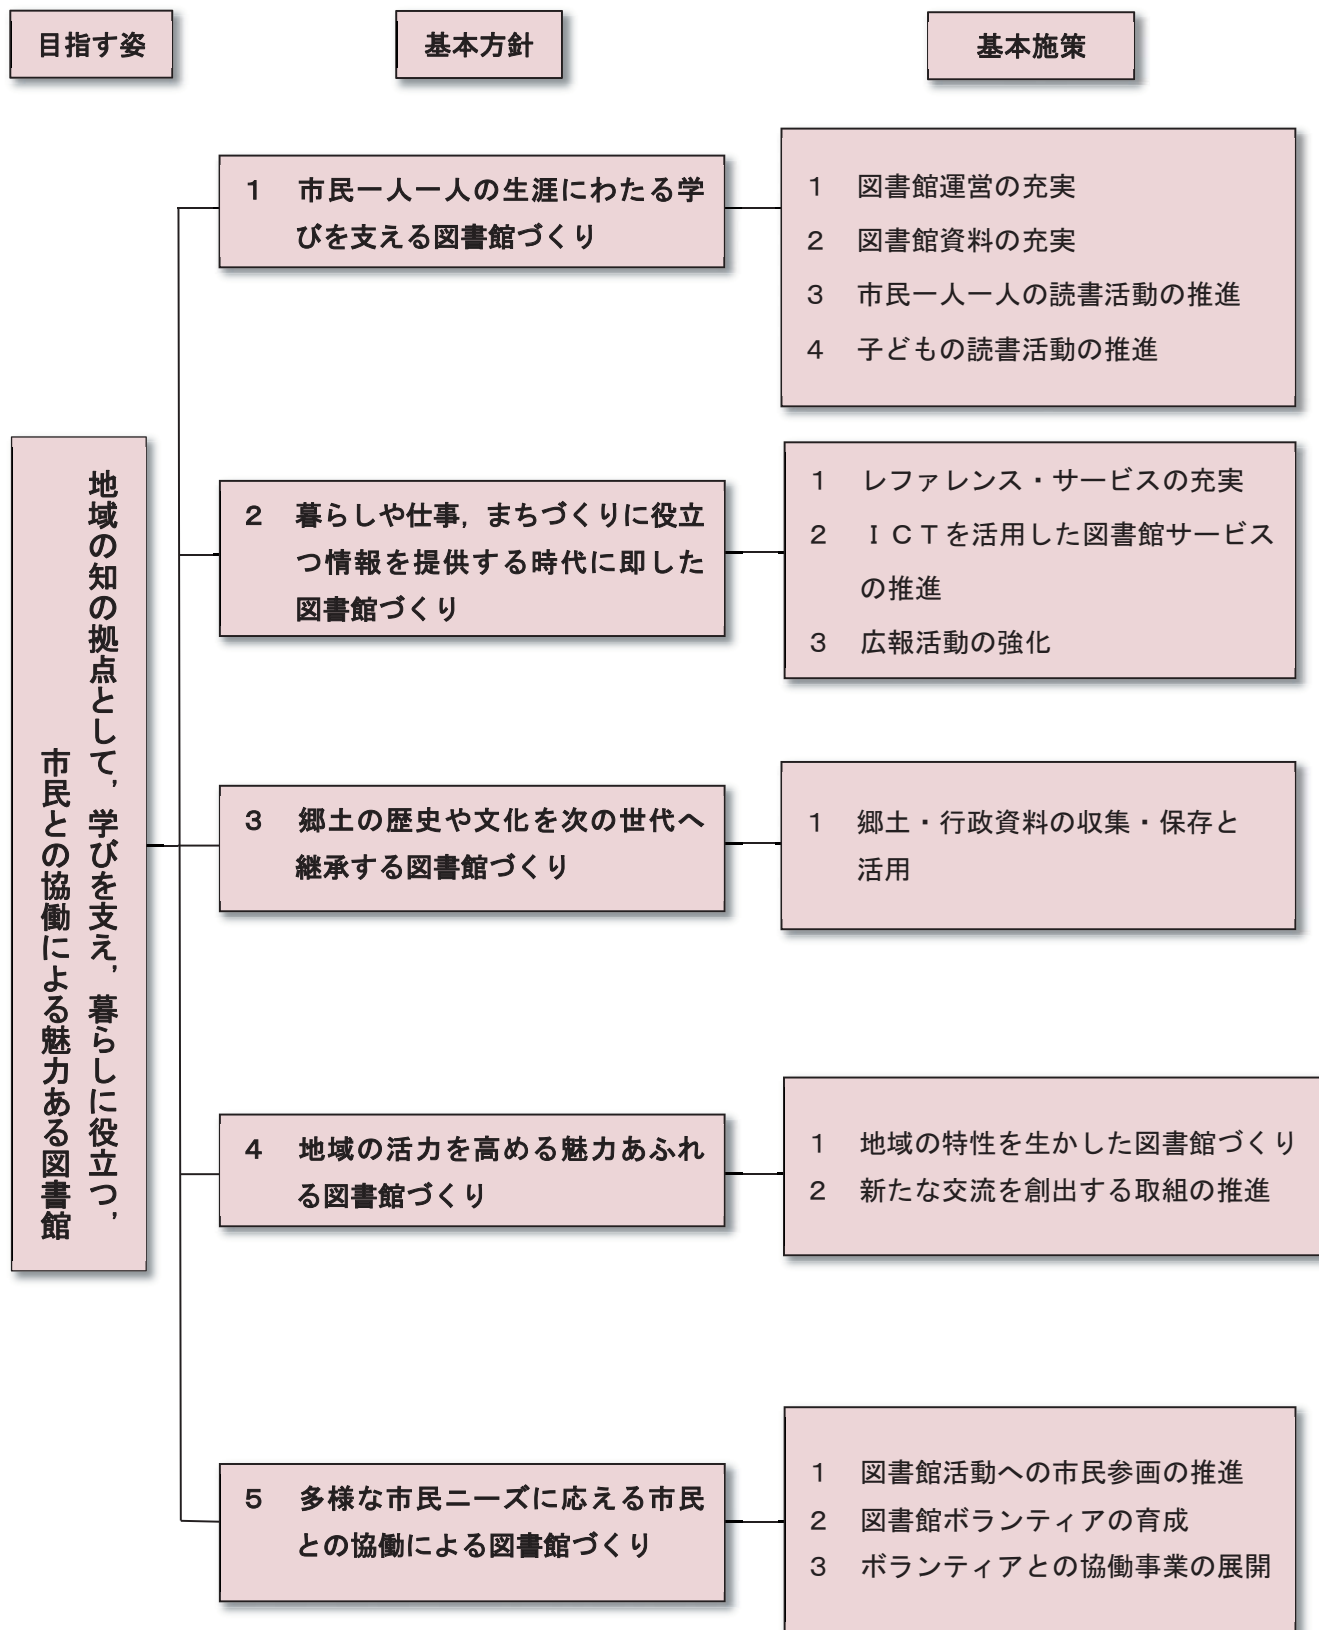 目指す姿
基本方針
基本施策
地域の知の拠点として，学びを支え，暮らしに役立つ，
市民との協働による魅力ある図書館
1 市民一人一人の生涯にわたる学
びを支える図書館づくり
1 図書館運営の充実
2 図書館資料の充実
3 市民一人一人の読書活動の推進
4 子どもの読書活動の推進
2 暮らしや仕事，まちづくりに役立
つ情報を提供する時代に即した
図書館づくり
1 レファレンス・サービスの充実
2 ＩＣＴを活用した図書館サービス
の推進
3 広報活動の強化
3 郷土の歴史や文化を次の世代へ
継承する図書館づくり
1 郷土・行政資料の収集・保存と
活用
4 地域の活力を高める魅力あふれ
る図書館づくり
1 地域の特性を生かした図書館づくり
2 新たな交流を創出する取組の推進
5 多様な市民ニーズに応える市民
との協働による図書館づくり
1 図書館活動への市民参画の推進
2 図書館ボランティアの育成
3 ボランティアとの協働事業の展開